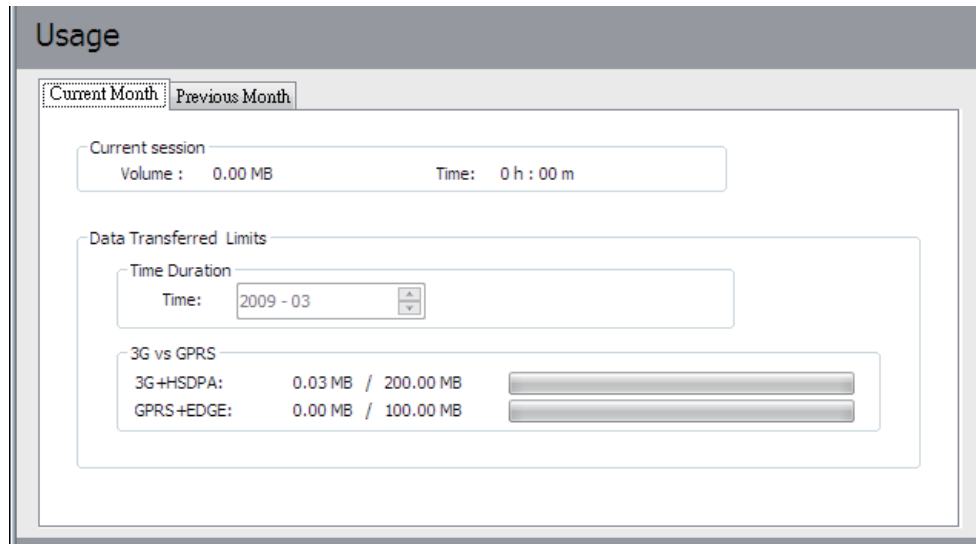 Usage
Current Month Previous Month
Current session
Volume : 0.00 MB Time: 0 h : 00 m
Data Transferred Limits
Time Duration
Time: 2009 - 03
3G vs GPRS
3G+HSDPA: 0.03 MB / 200.00 MB
GPRS+EDGE: 0.00 MB / 100.00 MB